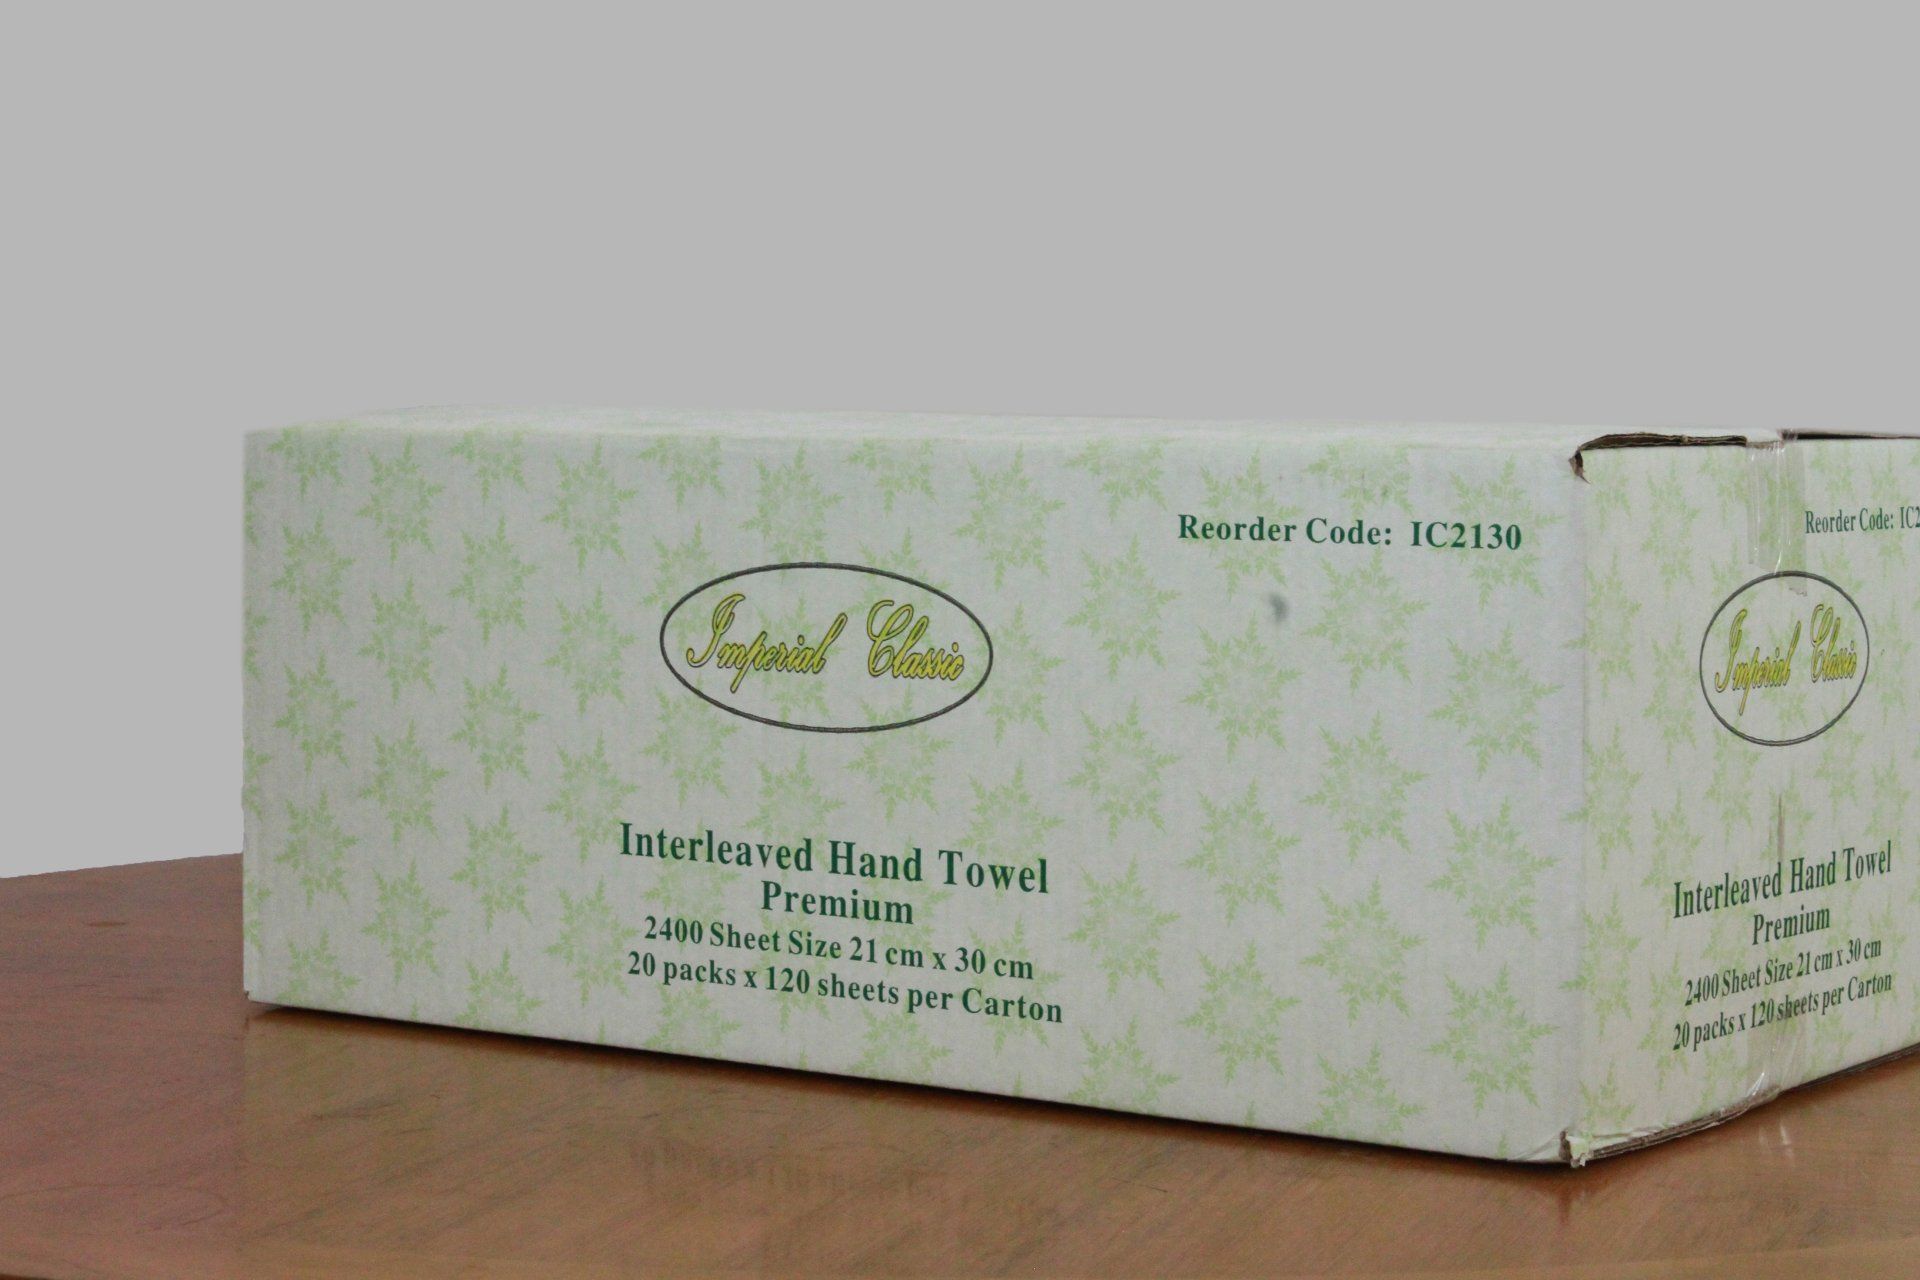 Reorder Code: IC2130
Imperial Classic
Interleaved Hand Towel
Premium
2400 Sheet Size 21 cm x 30 cm
20 packs x 120 sheets per Carton
Reorder Code: IC2
Imperial Classic
Interleaved Hand Towel
Premium
2400 Sheet Size 21 cm x 30 cm
20 packs x 120 sheets per Carton